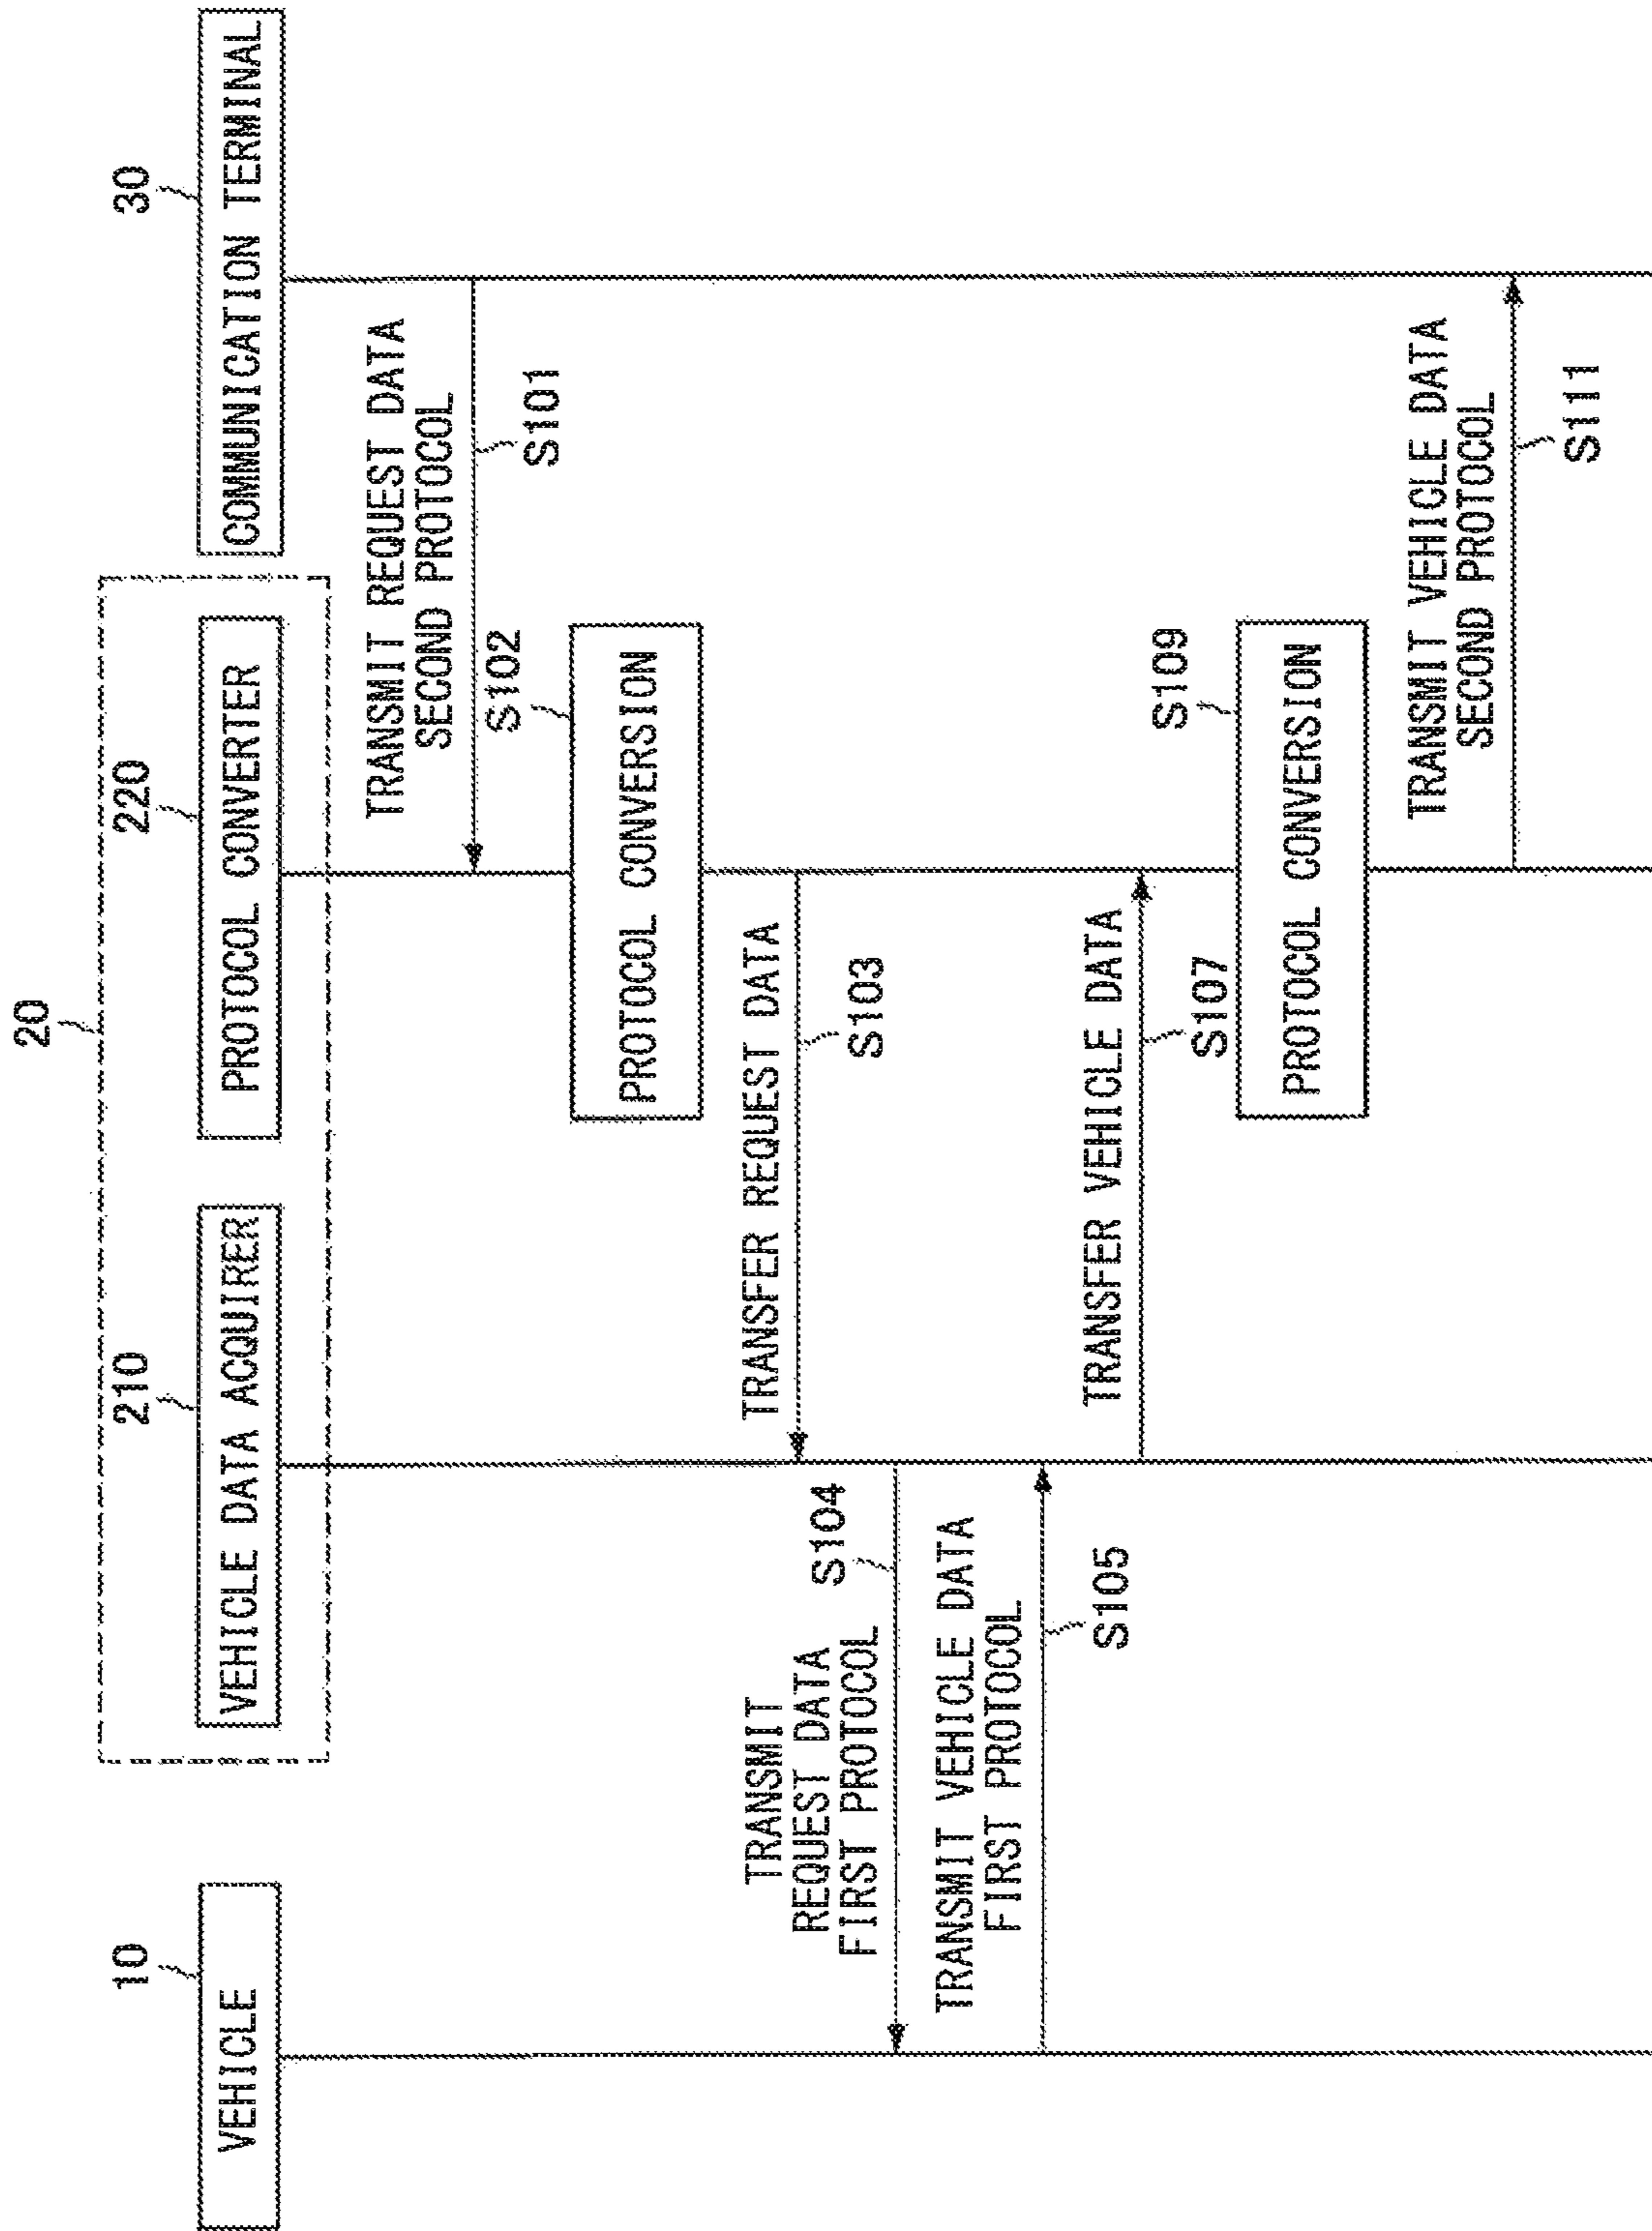 20
10
210
220
30
VEHICLE
VEHICLE DATA ACQUIRER
PROTOCOL CONVERTER
COMMUNICATION TERMINAL
TRANSMIT REQUEST DATA
SECOND PROTOCOL
S101
S102
PROTOCOL CONVERSION
TRANSFER REQUEST DATA
S103
TRANSMIT
REQUEST DATA
FIRST PROTOCOL
S104
TRANSMIT VEHICLE DATA
FIRST PROTOCOL
S105
TRANSFER VEHICLE DATA
S107
S109
PROTOCOL CONVERSION
TRANSMIT VEHICLE DATA
SECOND PROTOCOL
S111